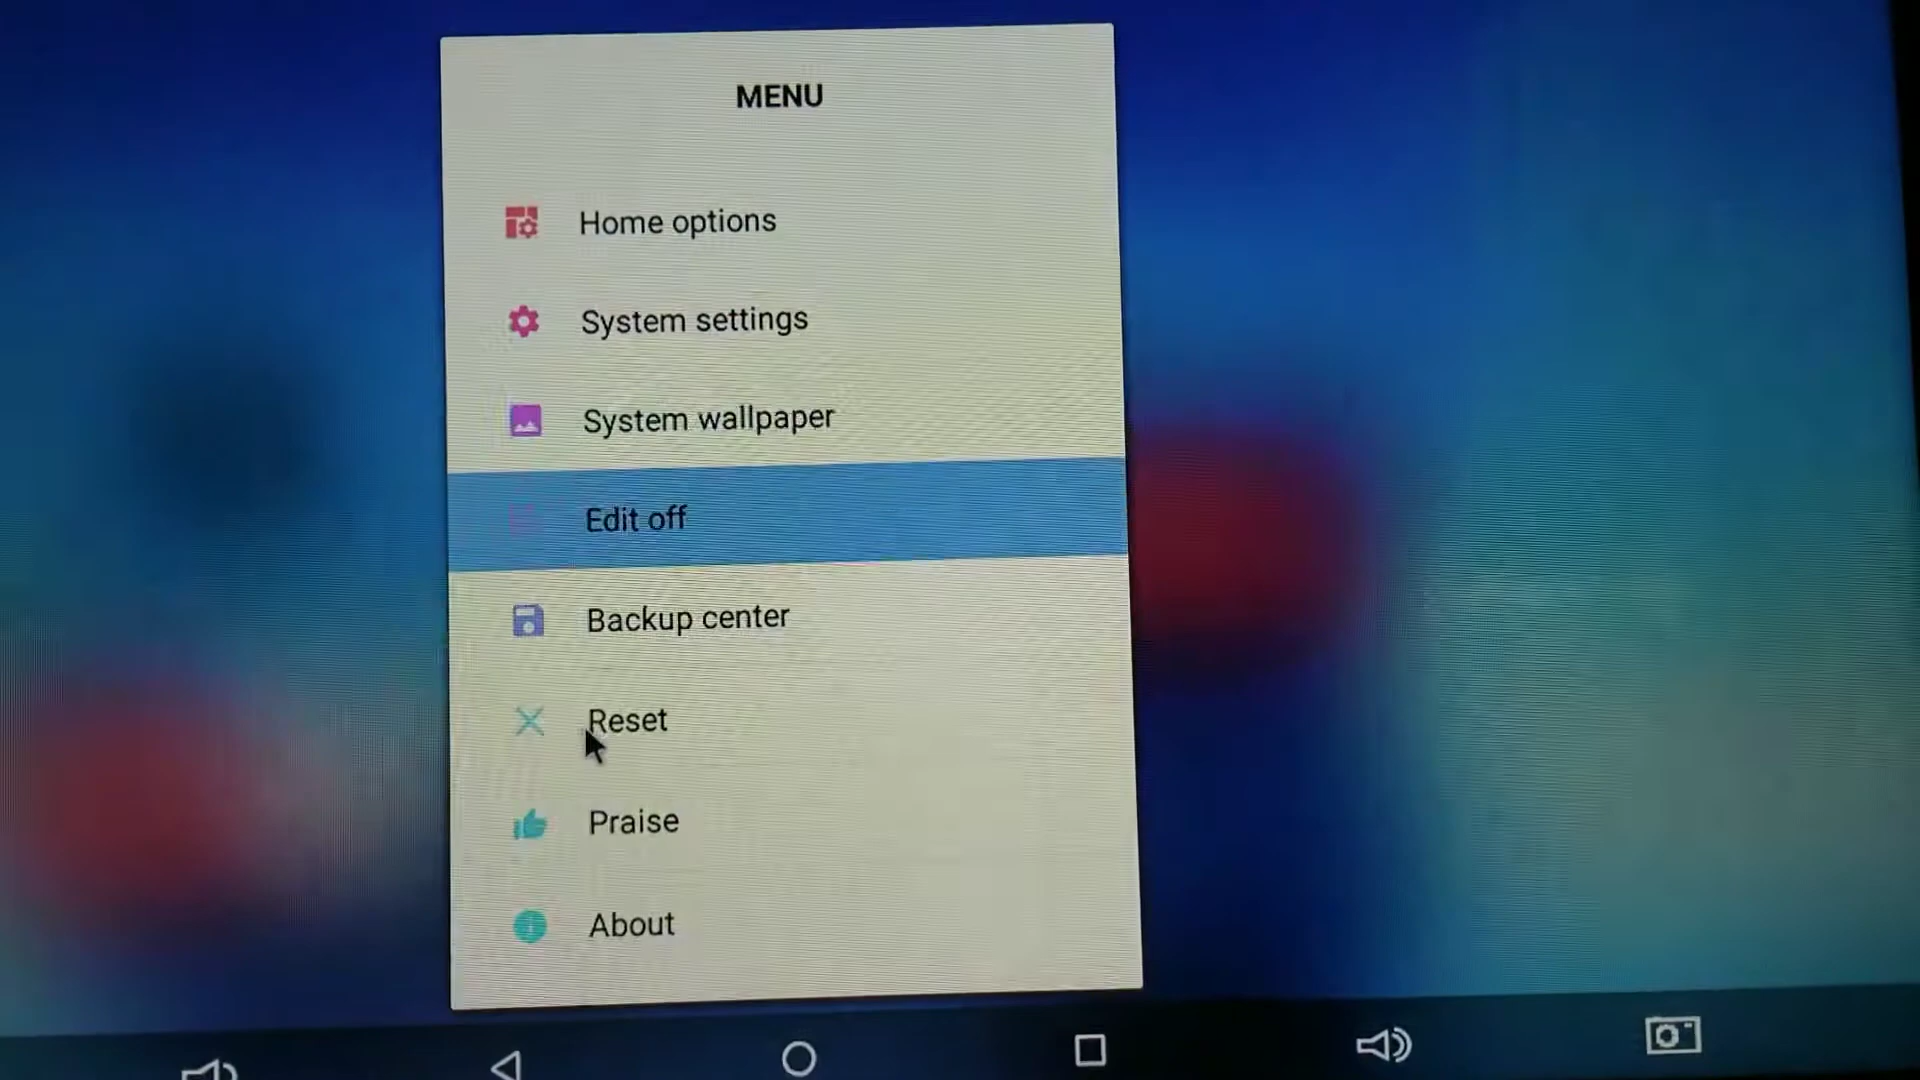 MENU
Home options
System settings
System wallpaper
Edit off
Backup center
Reset
Praise
About